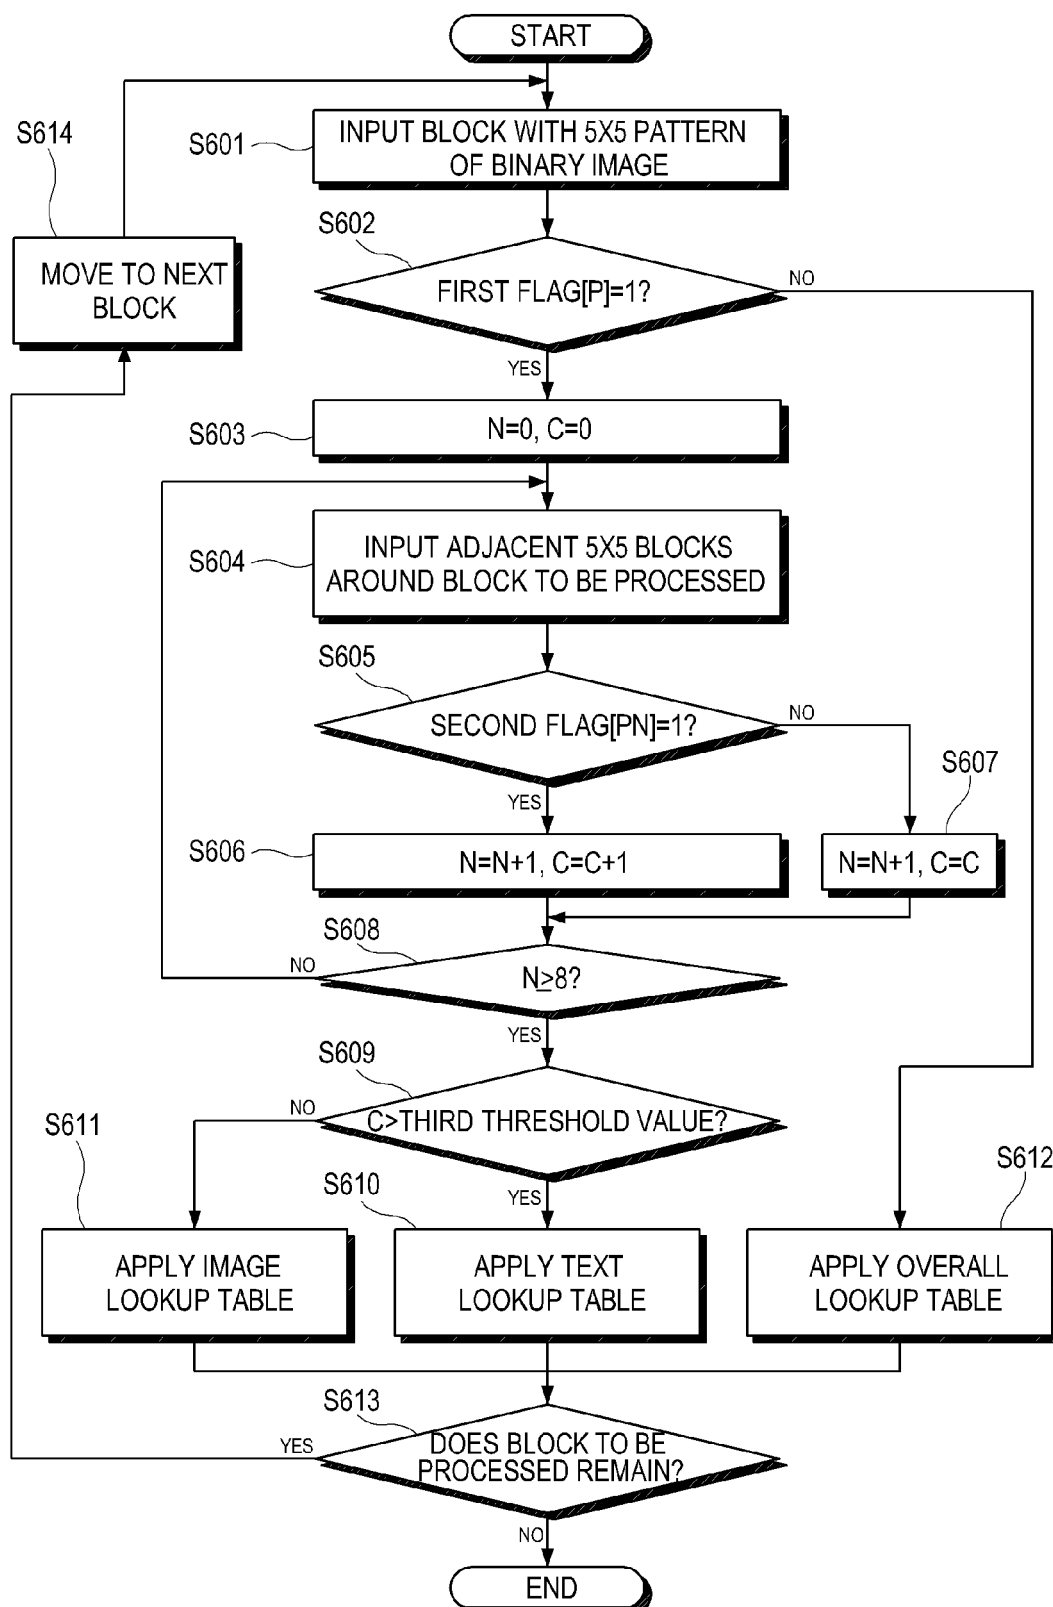 START
S614
S601
INPUT BLOCK WITH 5X5 PATTERN
OF BINARY IMAGE
S602
MOVE TO NEXT
BLOCK
FIRST FLAG[P]=1?
NO
YES
S603
N=0, C=0
S604
INPUT ADJACENT 5X5 BLOCKS
AROUND BLOCK TO BE PROCESSED
S605
SECOND FLAG[PN]=1?
NO
YES
S607
S606
N=N+1, C=C+1
N=N+1, C=C
S608
NO
N≥8?
YES
S609
NO
C>THIRD THRESHOLD VALUE?
YES
S611
S610
S612
APPLY IMAGE
LOOKUP TABLE
APPLY TEXT
LOOKUP TABLE
APPLY OVERALL
LOOKUP TABLE
S613
YES
DOES BLOCK TO BE
PROCESSED REMAIN?
NO
END